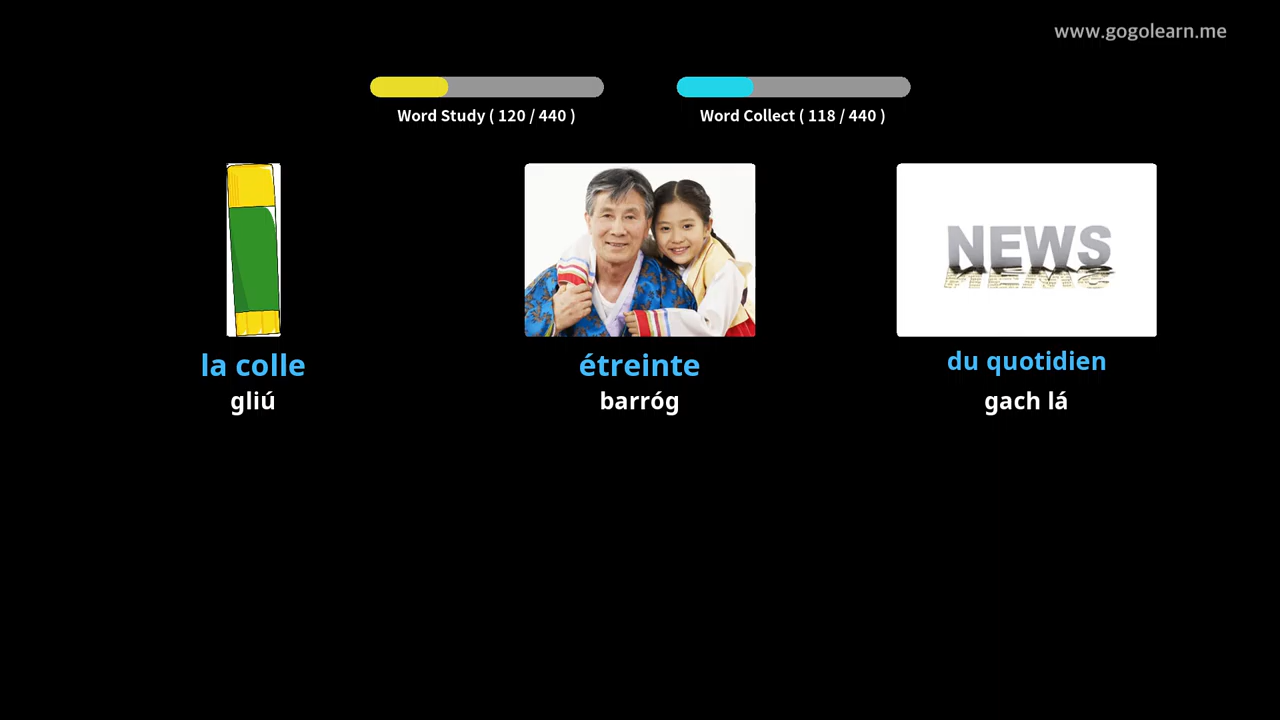 www.gogolearn.me
Word Study ( 120 / 440 )
Word Collect ( 118 / 440 )
NEWS
la colle
étreinte
du quotidien
gliú
barróg
gach lá